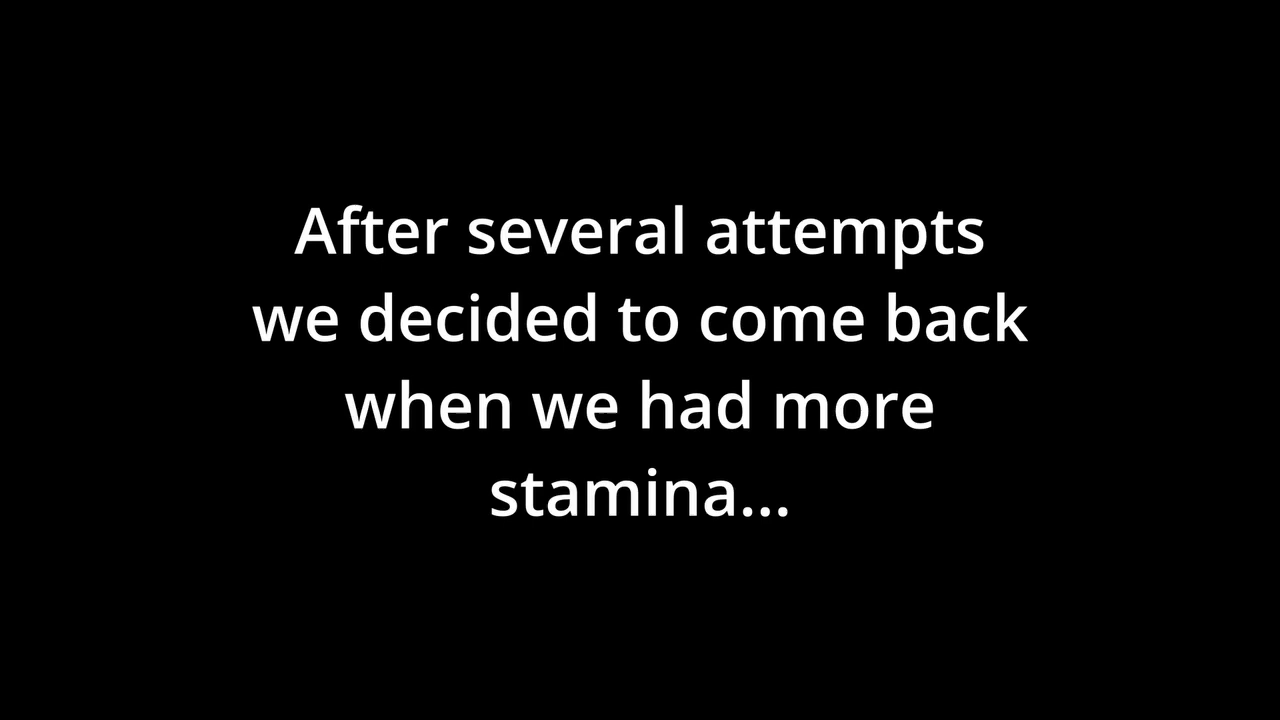 After several attempts
we decided to come back
when we had more
stamina...